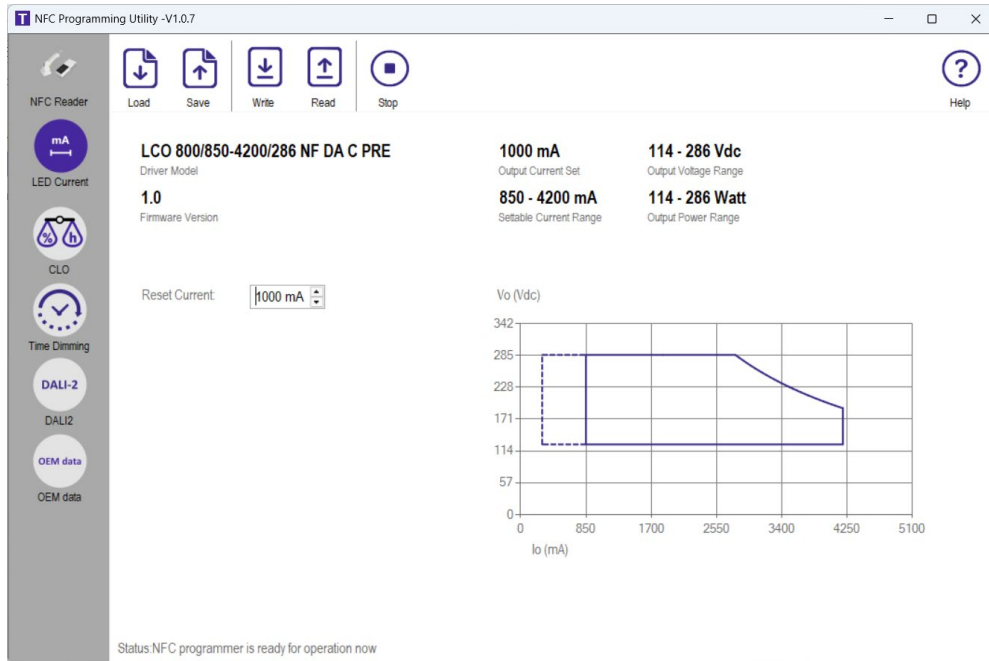 T NFC Programming Utility -V1.0.7
NFC Reader
mA
LED Current
% h
CLO
Time Dimming
DALI-2
DALI2
OEM data
OEM data
Load Save Write Read Stop
? Help
LCO 800/850-4200/286 NF DA C PRE
Driver Model
1.0
Firmware Version
1000 mA
Output Current Set
114 - 286 Vdc
Output Voltage Range
850 - 4200 mA
Settable Current Range
114 - 286 Watt
Output Power Range
Reset Current: 1000 mA
Vo (Vdc)
342
285
228
171
114
57
0
0 850 1700 2550 3400 4250 5100
Io (mA)
Status:NFC programmer is ready for operation now